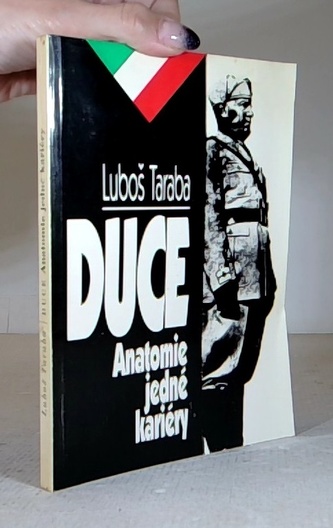 Luboš Taraba
DUCE
Anatomie
jedné
kariéry
Luboš Taraba | DUCE Anatomie jedné kariéry